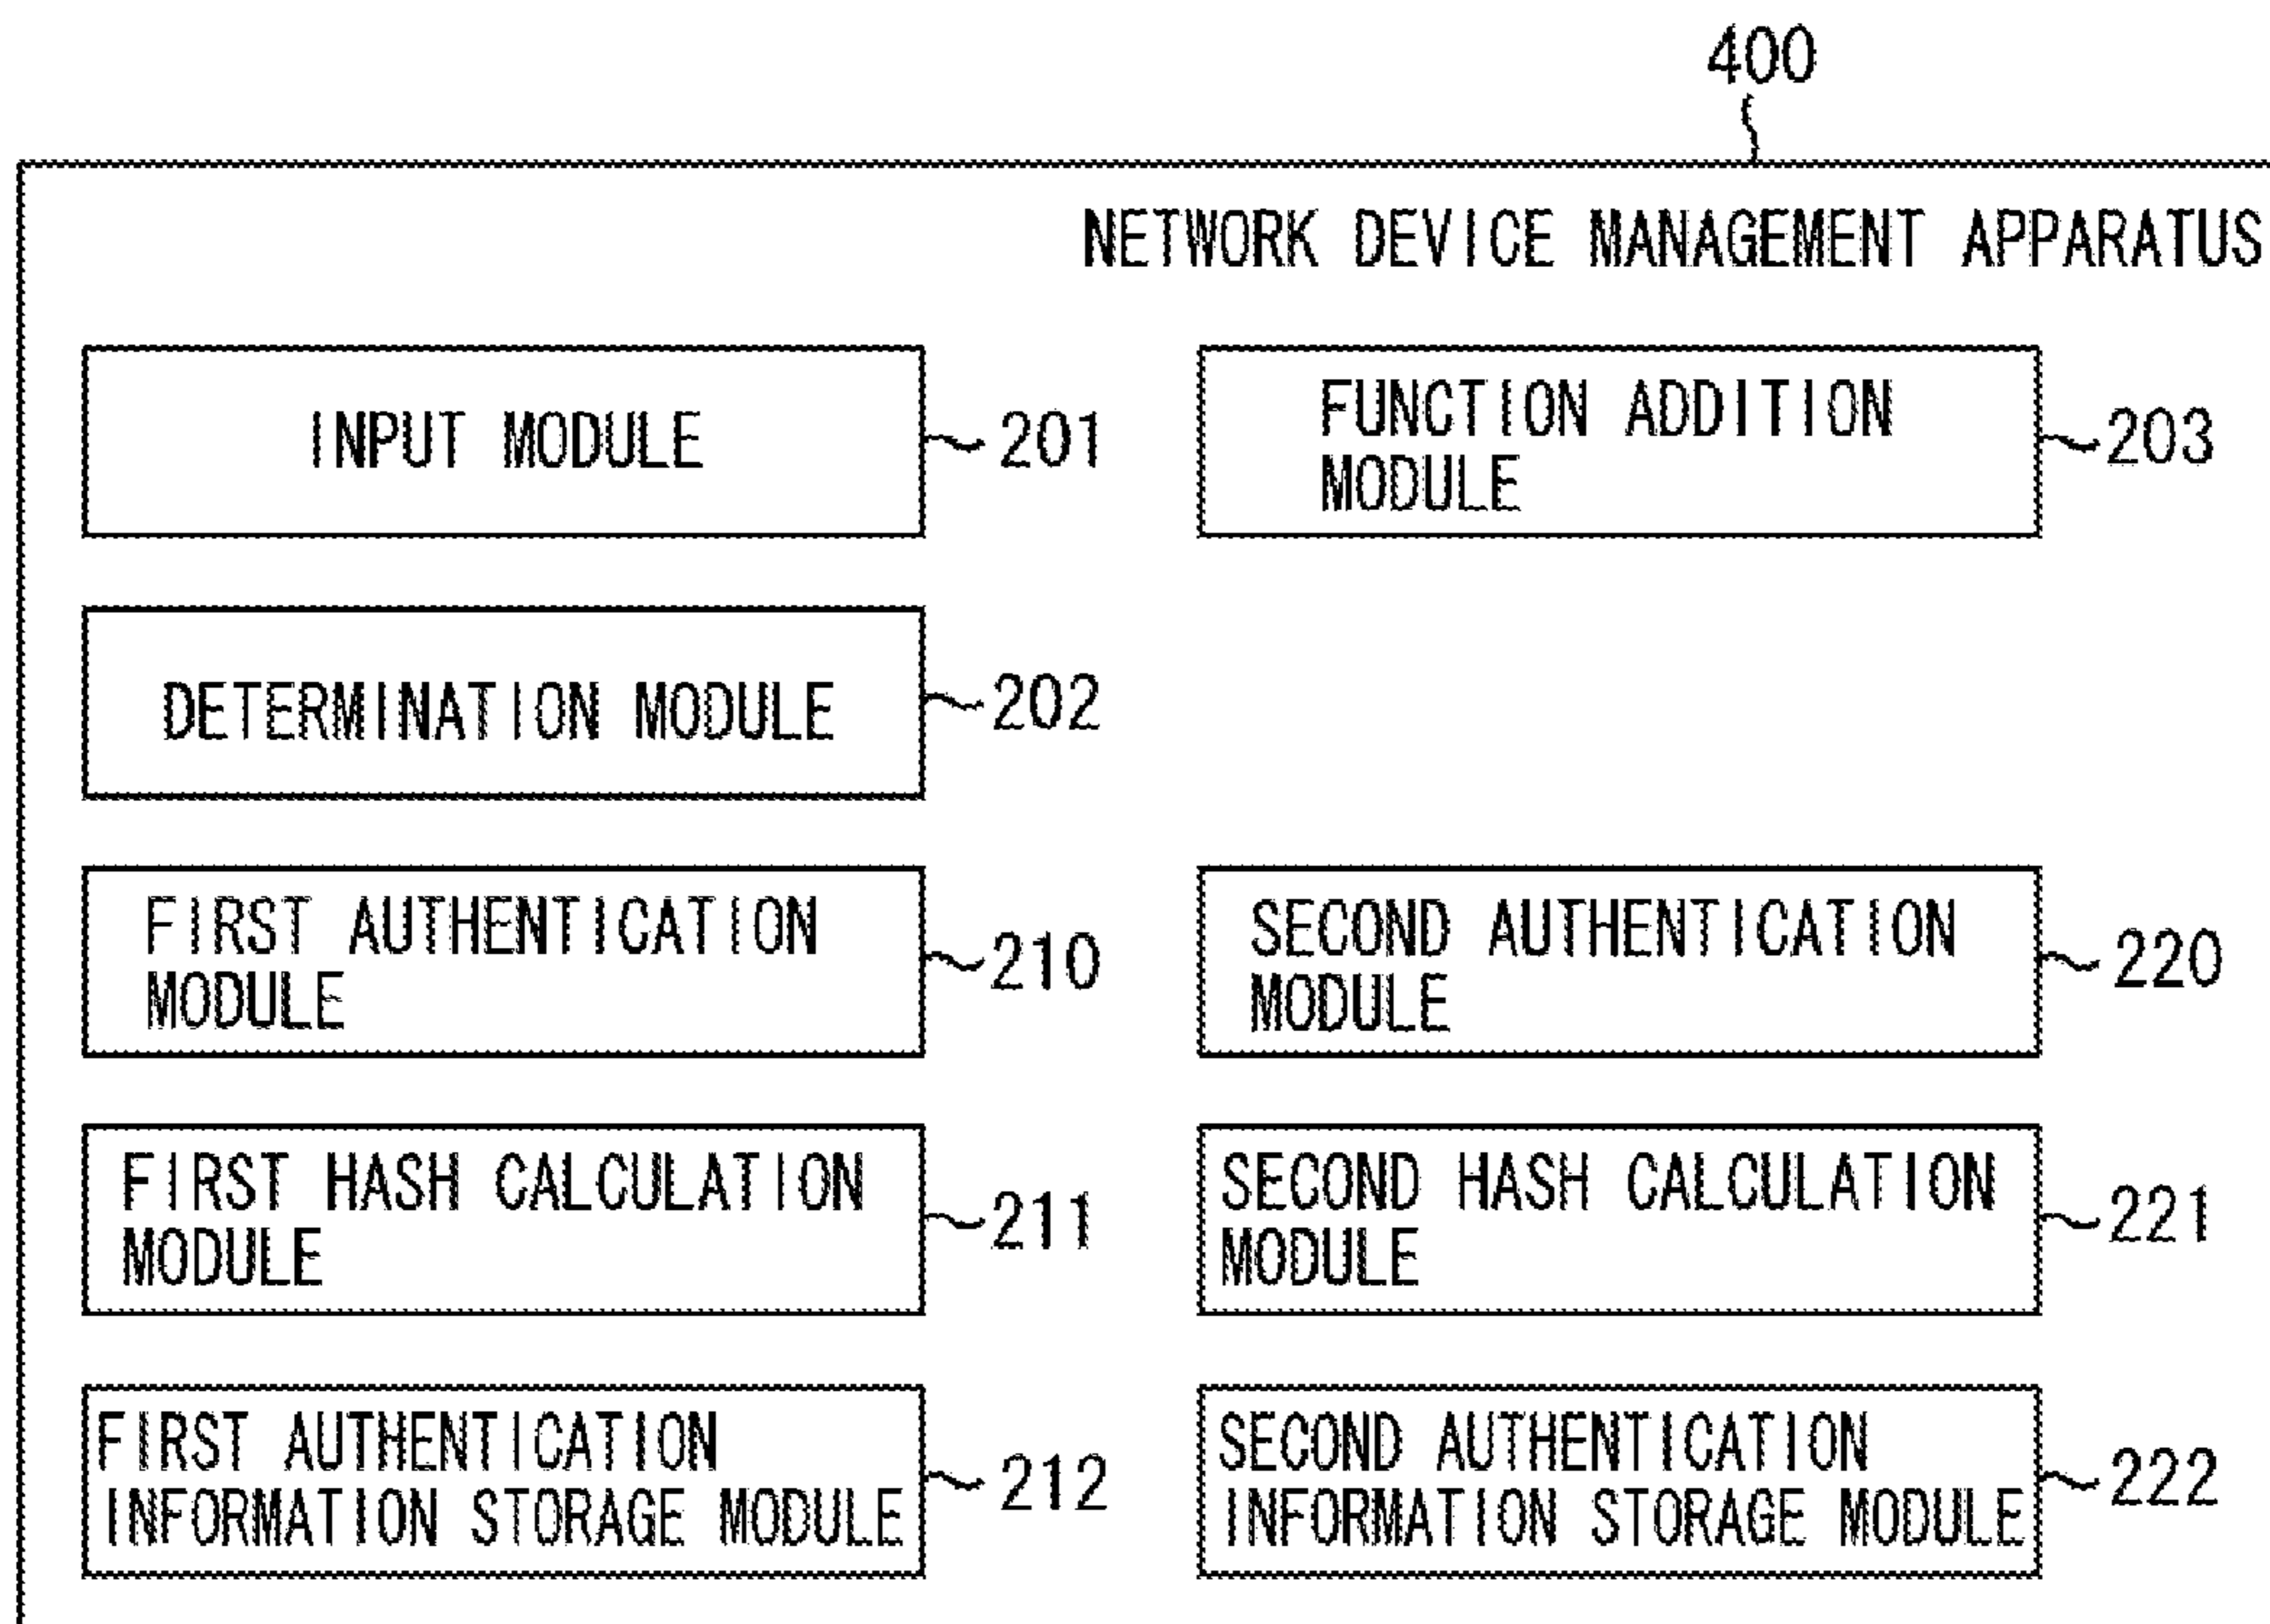 400
NETWORK DEVICE MANAGEMENT APPARATUS
INPUT MODULE
201
FUNCTION ADDITION
MODULE
203
DETERMINATION MODULE
202
FIRST AUTHENTICATION
MODULE
210
SECOND AUTHENTICATION
MODULE
220
FIRST HASH CALCULATION
MODULE
211
SECOND HASH CALCULATION
MODULE
221
FIRST AUTHENTICATION
INFORMATION STORAGE MODULE
212
SECOND AUTHENTICATION
INFORMATION STORAGE MODULE
222